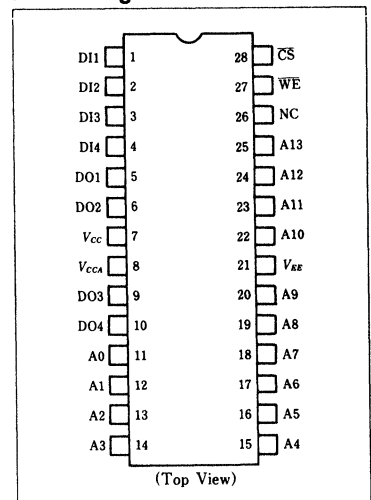 DI1 1 28 C̅S̅
DI2 2 27 W̅E̅
DI3 3 26 NC
DI4 4 25 A13
DO1 5 24 A12
DO2 6 23 A11
VCC 7 22 A10
VCCA 8 21 VEE
DO3 9 20 A9
DO4 10 19 A8
A0 11 18 A7
A1 12 17 A6
A2 13 16 A5
A3 14 15 A4
(Top View)